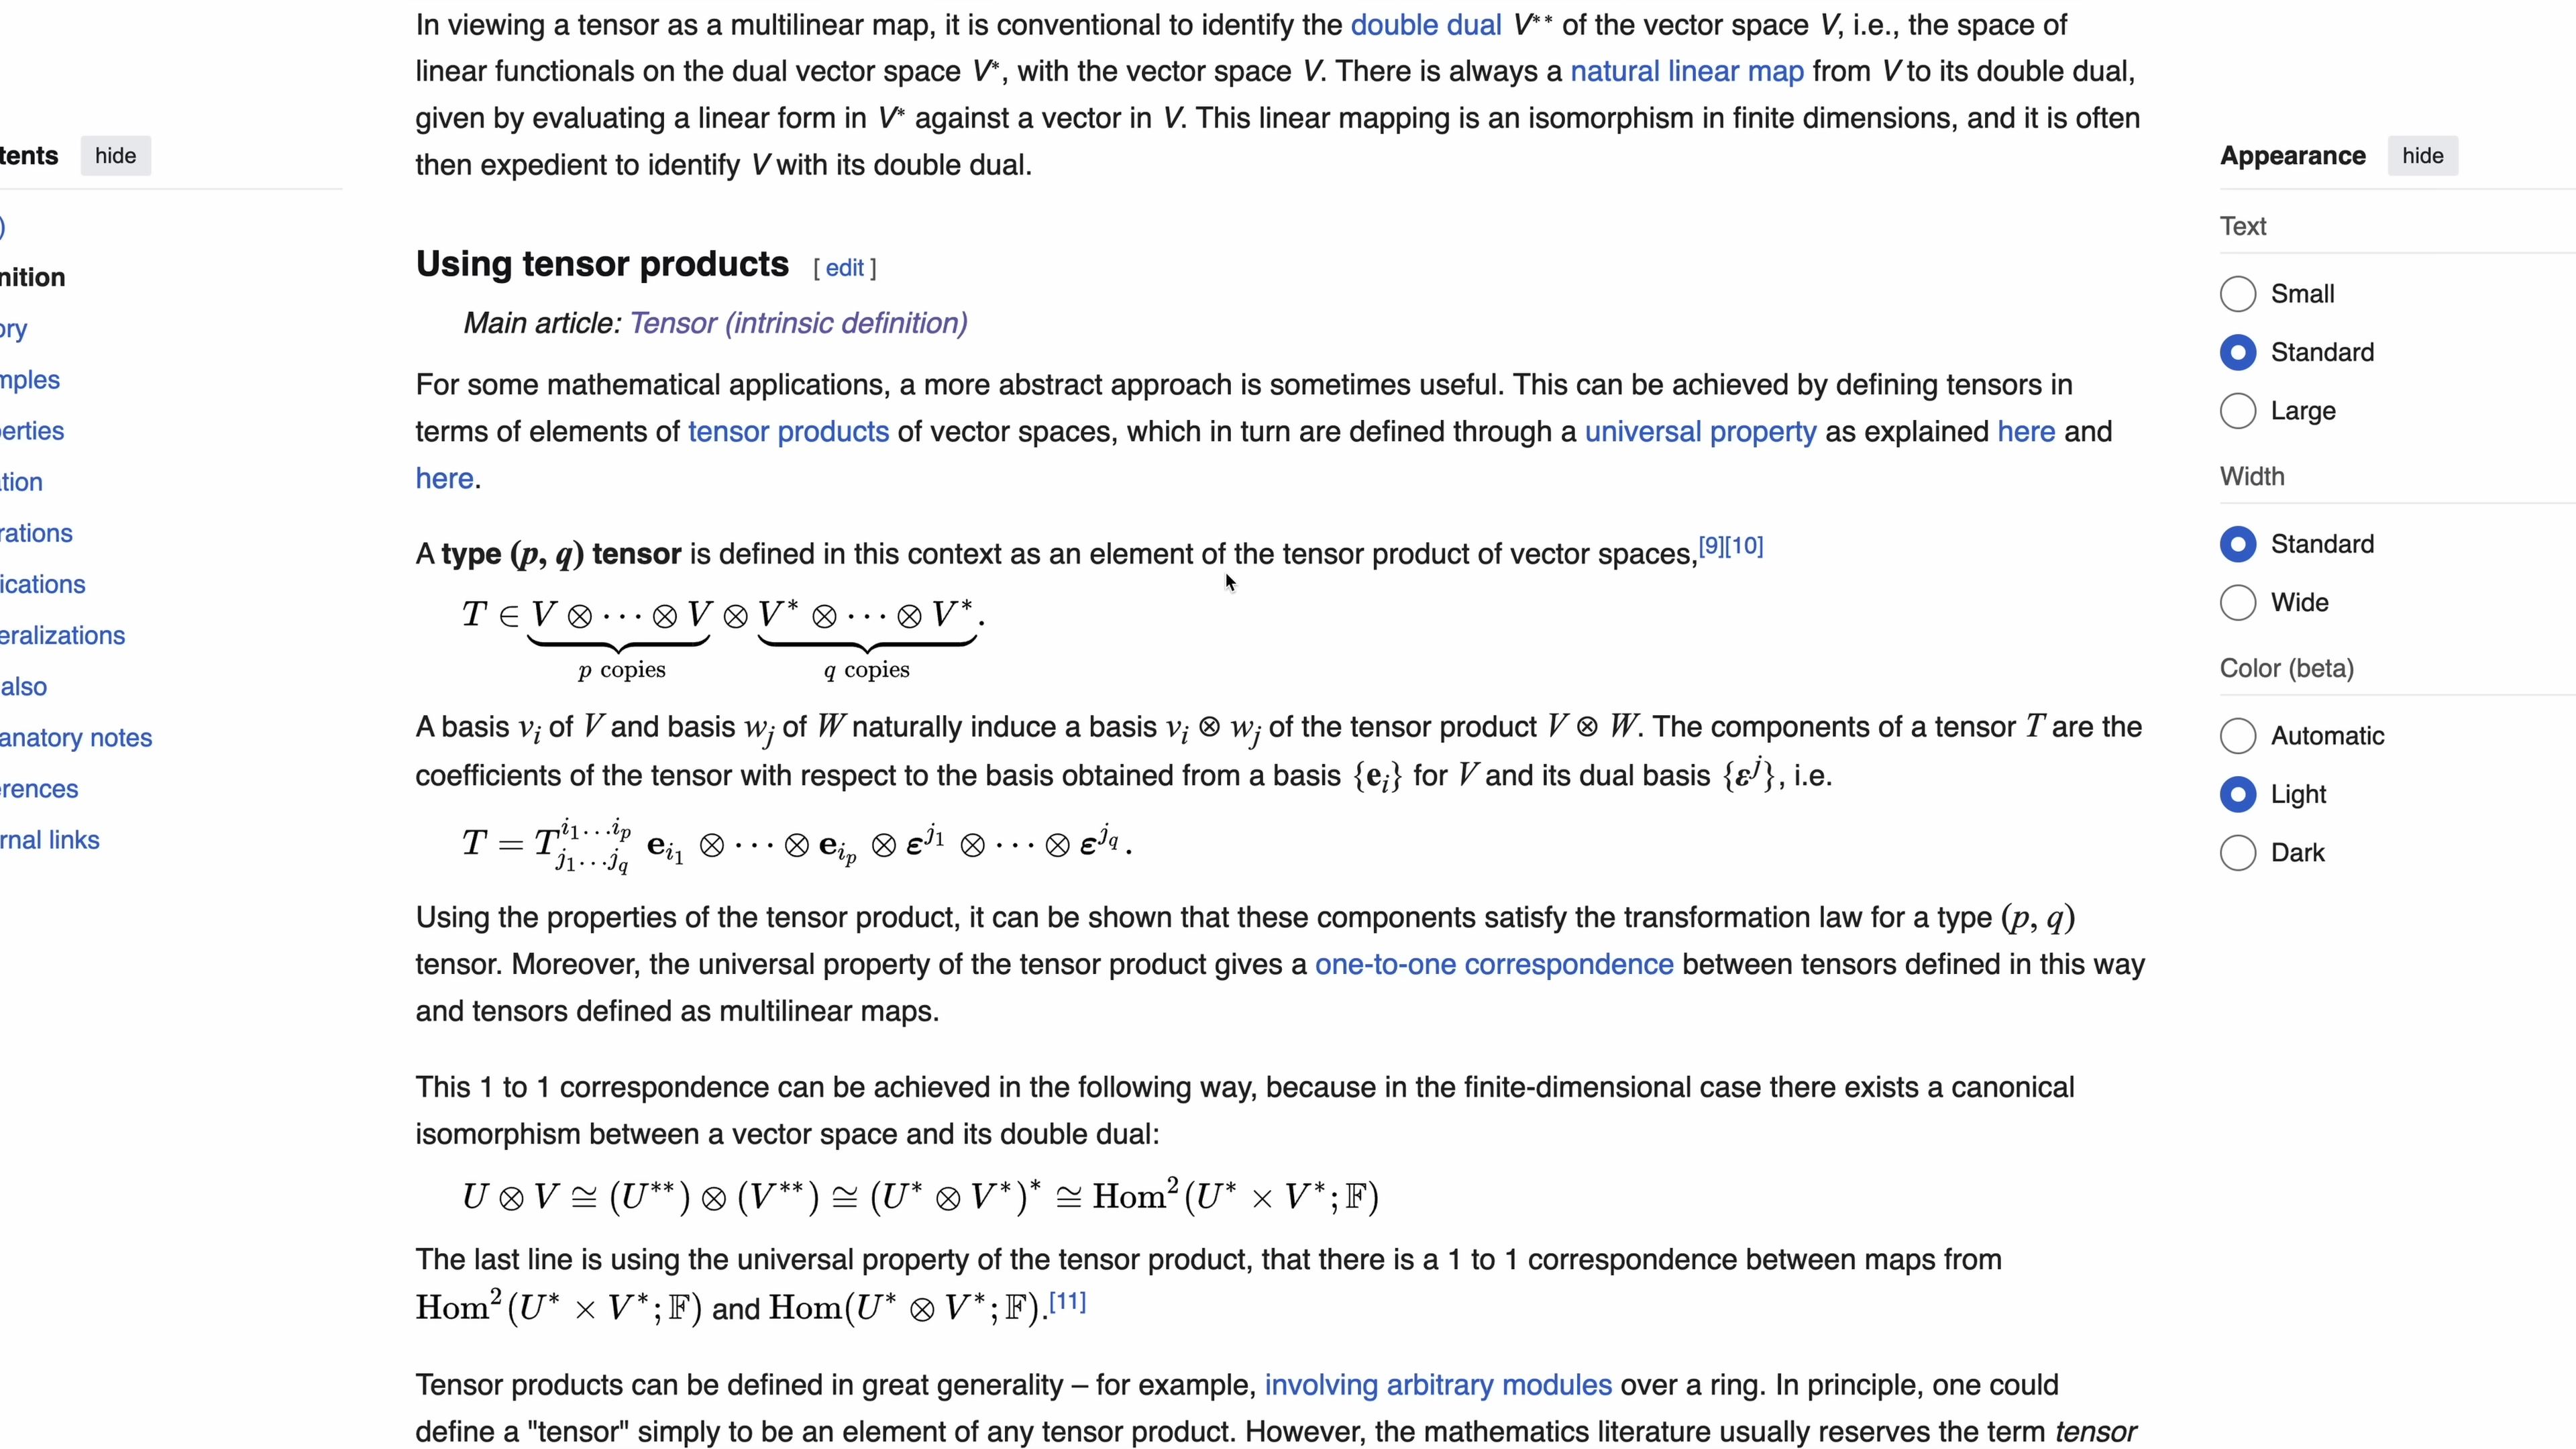 In viewing a tensor as a multilinear map, it is conventional to identify the double dual V** of the vector space V, i.e., the space of
linear functionals on the dual vector space V*, with the vector space V. There is always a natural linear map from V to its double dual,
given by evaluating a linear form in V* against a vector in V. This linear mapping is an isomorphism in finite dimensions, and it is often
then expedient to identify V with its double dual.
tents hide
)
nition
ory
mples
erties
tion
rations
ications
eralizations
also
anatory notes
erences
rnal links
Using tensor products [ edit ]
Main article: Tensor (intrinsic definition)
For some mathematical applications, a more abstract approach is sometimes useful. This can be achieved by defining tensors in
terms of elements of tensor products of vector spaces, which in turn are defined through a universal property as explained here and
here.
A type (p, q) tensor is defined in this context as an element of the tensor product of vector spaces,[9][10]
T ∈ V ⊗ ⋯ ⊗ V ⊗ V* ⊗ ⋯ ⊗ V*.
p copies q copies
A basis v_i of V and basis w_j of W naturally induce a basis v_i ⊗ w_j of the tensor product V ⊗ W. The components of a tensor T are the
coefficients of the tensor with respect to the basis obtained from a basis {e_i} for V and its dual basis {ε^j}, i.e.
T = T^{i_1…i_p}_{j_1…j_q} e_{i_1} ⊗ ⋯ ⊗ e_{i_p} ⊗ ε^{j_1} ⊗ ⋯ ⊗ ε^{j_q}.
Using the properties of the tensor product, it can be shown that these components satisfy the transformation law for a type (p, q)
tensor. Moreover, the universal property of the tensor product gives a one-to-one correspondence between tensors defined in this way
and tensors defined as multilinear maps.
This 1 to 1 correspondence can be achieved in the following way, because in the finite-dimensional case there exists a canonical
isomorphism between a vector space and its double dual:
U ⊗ V ≅ (U**) ⊗ (V**) ≅ (U* ⊗ V*)* ≅ Hom²(U* × V*; 𝔽)
The last line is using the universal property of the tensor product, that there is a 1 to 1 correspondence between maps from
Hom²(U* × V*; 𝔽) and Hom(U* ⊗ V*; 𝔽).[11]
Tensor products can be defined in great generality – for example, involving arbitrary modules over a ring. In principle, one could
define a "tensor" simply to be an element of any tensor product. However, the mathematics literature usually reserves the term tensor
Appearance hide
Text
Small
Standard
Large
Width
Standard
Wide
Color (beta)
Automatic
Light
Dark